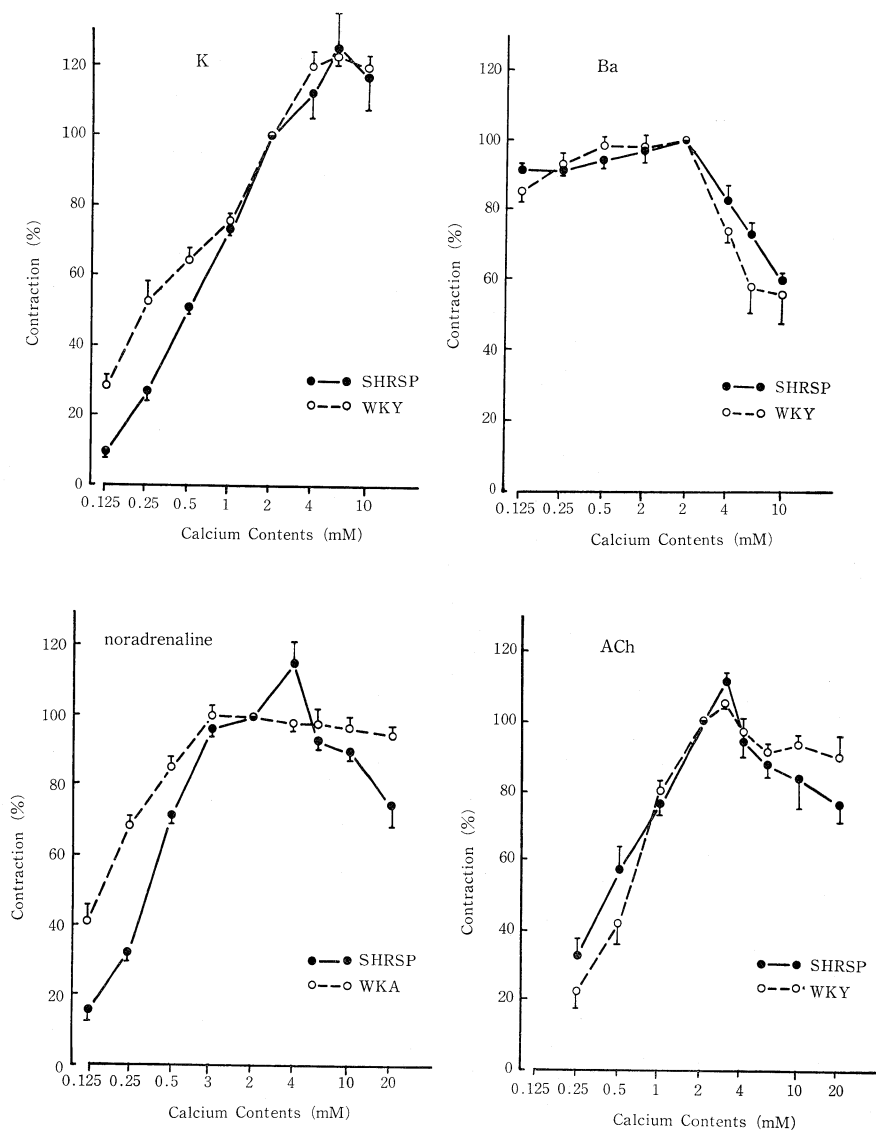 K
Contraction (%)
120
100
80
60
40
20
0
SHRSP
WKY
0.125 0.25 0.5 1 2 4 10
Calcium Contents (mM)
Ba
Contraction (%)
120
100
80
60
40
20
0
SHRSP
WKY
0.125 0.25 0.5 1 2 4 10
Calcium Contents (mM)
noradrenaline
Contraction (%)
120
100
80
60
40
20
0
SHRSP
WKA
0.125 0.25 0.5 3 2 4 10 20
Calcium Contents (mM)
ACh
Contraction (%)
120
100
80
60
40
20
0
SHRSP
WKY
0.125 0.25 0.5 1 2 4 10 20
Calcium Contents (mM)